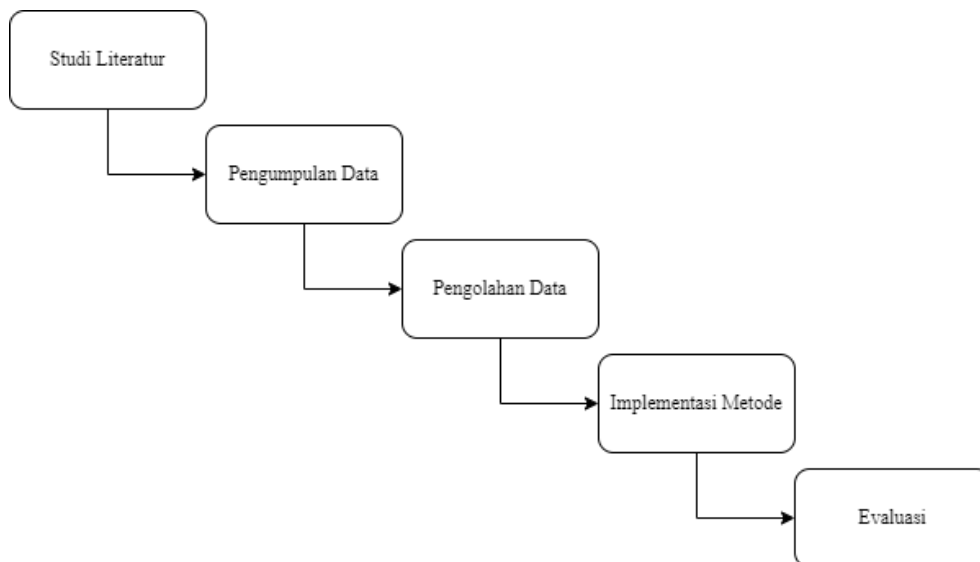 Studi Literatur
Pengumpulan Data
Pengolahan Data
Implementasi Metode
Evaluasi